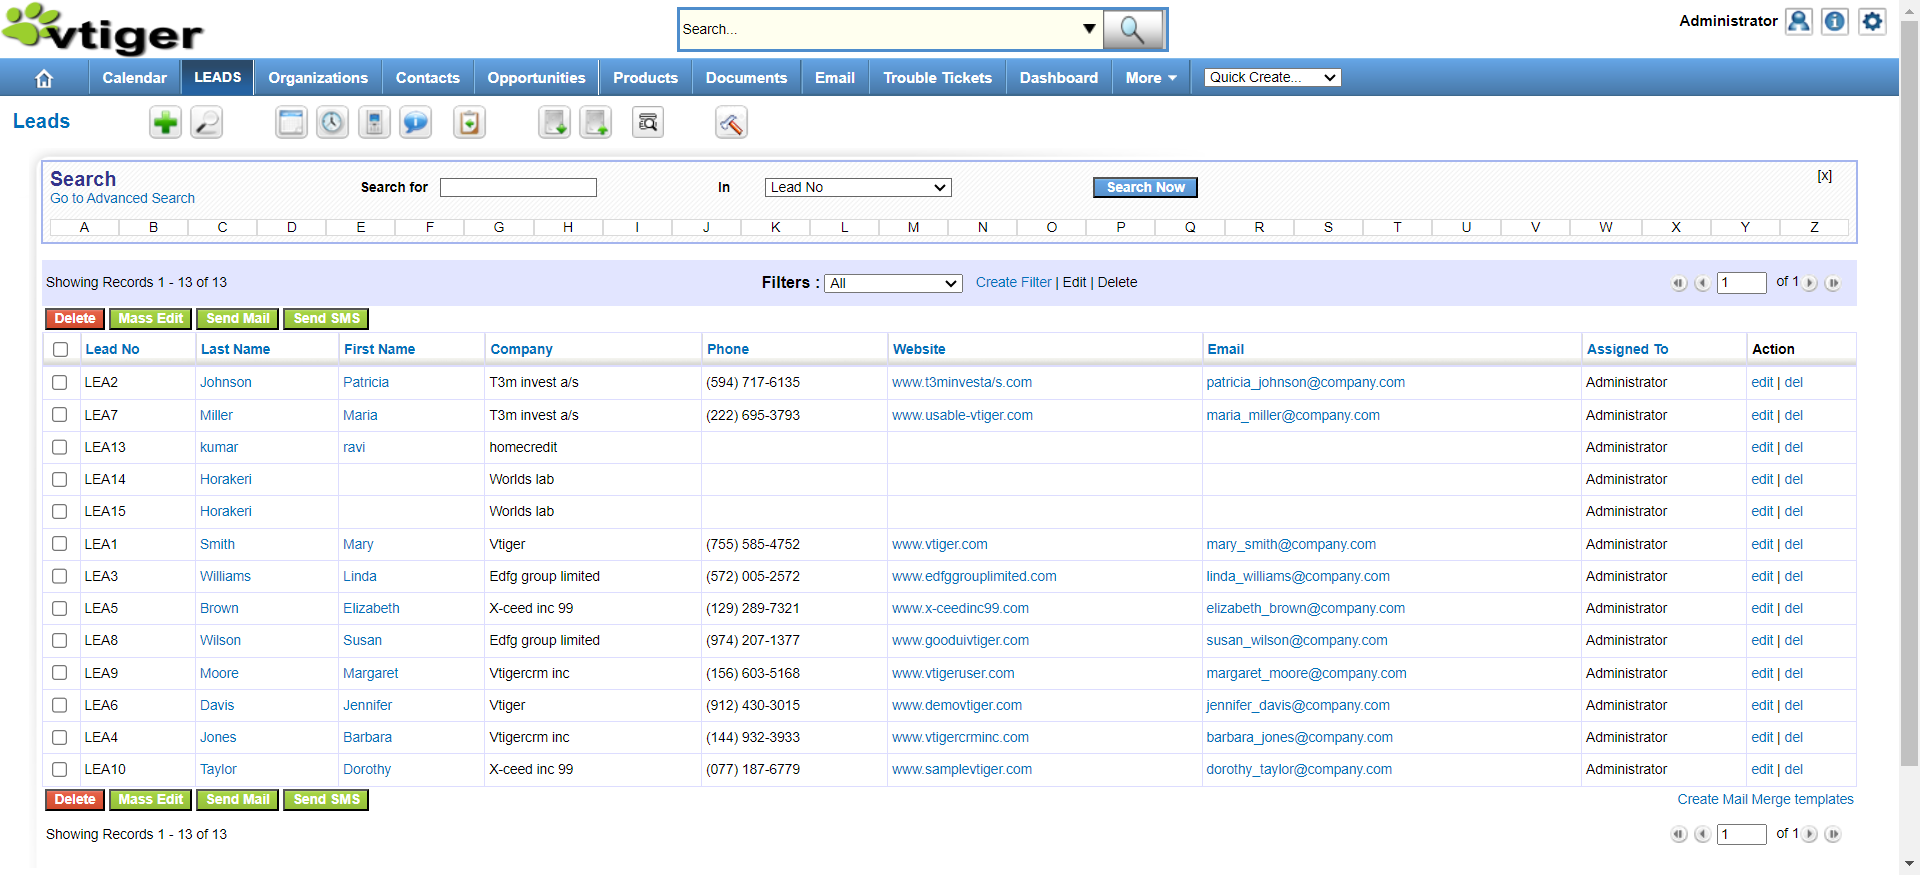 vtiger
Search...
Administrator
Calendar LEADS Organizations Contacts Opportunities Products Documents Email Trouble Tickets Dashboard More Quick Create...
Leads
Search
Go to Advanced Search
Search for In Lead No Search Now [x]
A B C D E F G H I J K L M N O P Q R S T U V W X Y Z
Showing Records 1 - 13 of 13 Filters : All Create Filter | Edit | Delete 1 of 1
Delete Mass Edit Send Mail Send SMS
Lead No Last Name First Name Company Phone Website Email Assigned To Action
LEA2 Johnson Patricia T3m invest a/s (594) 717-6135 www.t3minvesta/s.com patricia_johnson@company.com Administrator edit | del
LEA7 Miller Maria T3m invest a/s (222) 695-3793 www.usable-vtiger.com maria_miller@company.com Administrator edit | del
LEA13 kumar ravi homecredit Administrator edit | del
LEA14 Horakeri Worlds lab Administrator edit | del
LEA15 Horakeri Worlds lab Administrator edit | del
LEA1 Smith Mary Vtiger (755) 585-4752 www.vtiger.com mary_smith@company.com Administrator edit | del
LEA3 Williams Linda Edfg group limited (572) 005-2572 www.edfggrouplimited.com linda_williams@company.com Administrator edit | del
LEA5 Brown Elizabeth X-ceed inc 99 (129) 289-7321 www.x-ceedinc99.com elizabeth_brown@company.com Administrator edit | del
LEA8 Wilson Susan Edfg group limited (974) 207-1377 www.gooduivtiger.com susan_wilson@company.com Administrator edit | del
LEA9 Moore Margaret Vtigercrm inc (156) 603-5168 www.vtigeruser.com margaret_moore@company.com Administrator edit | del
LEA6 Davis Jennifer Vtiger (912) 430-3015 www.demovtiger.com jennifer_davis@company.com Administrator edit | del
LEA4 Jones Barbara Vtigercrm inc (144) 932-3933 www.vtigercrminc.com barbara_jones@company.com Administrator edit | del
LEA10 Taylor Dorothy X-ceed inc 99 (077) 187-6779 www.samplevtiger.com dorothy_taylor@company.com Administrator edit | del
Delete Mass Edit Send Mail Send SMS Create Mail Merge templates
Showing Records 1 - 13 of 13 1 of 1